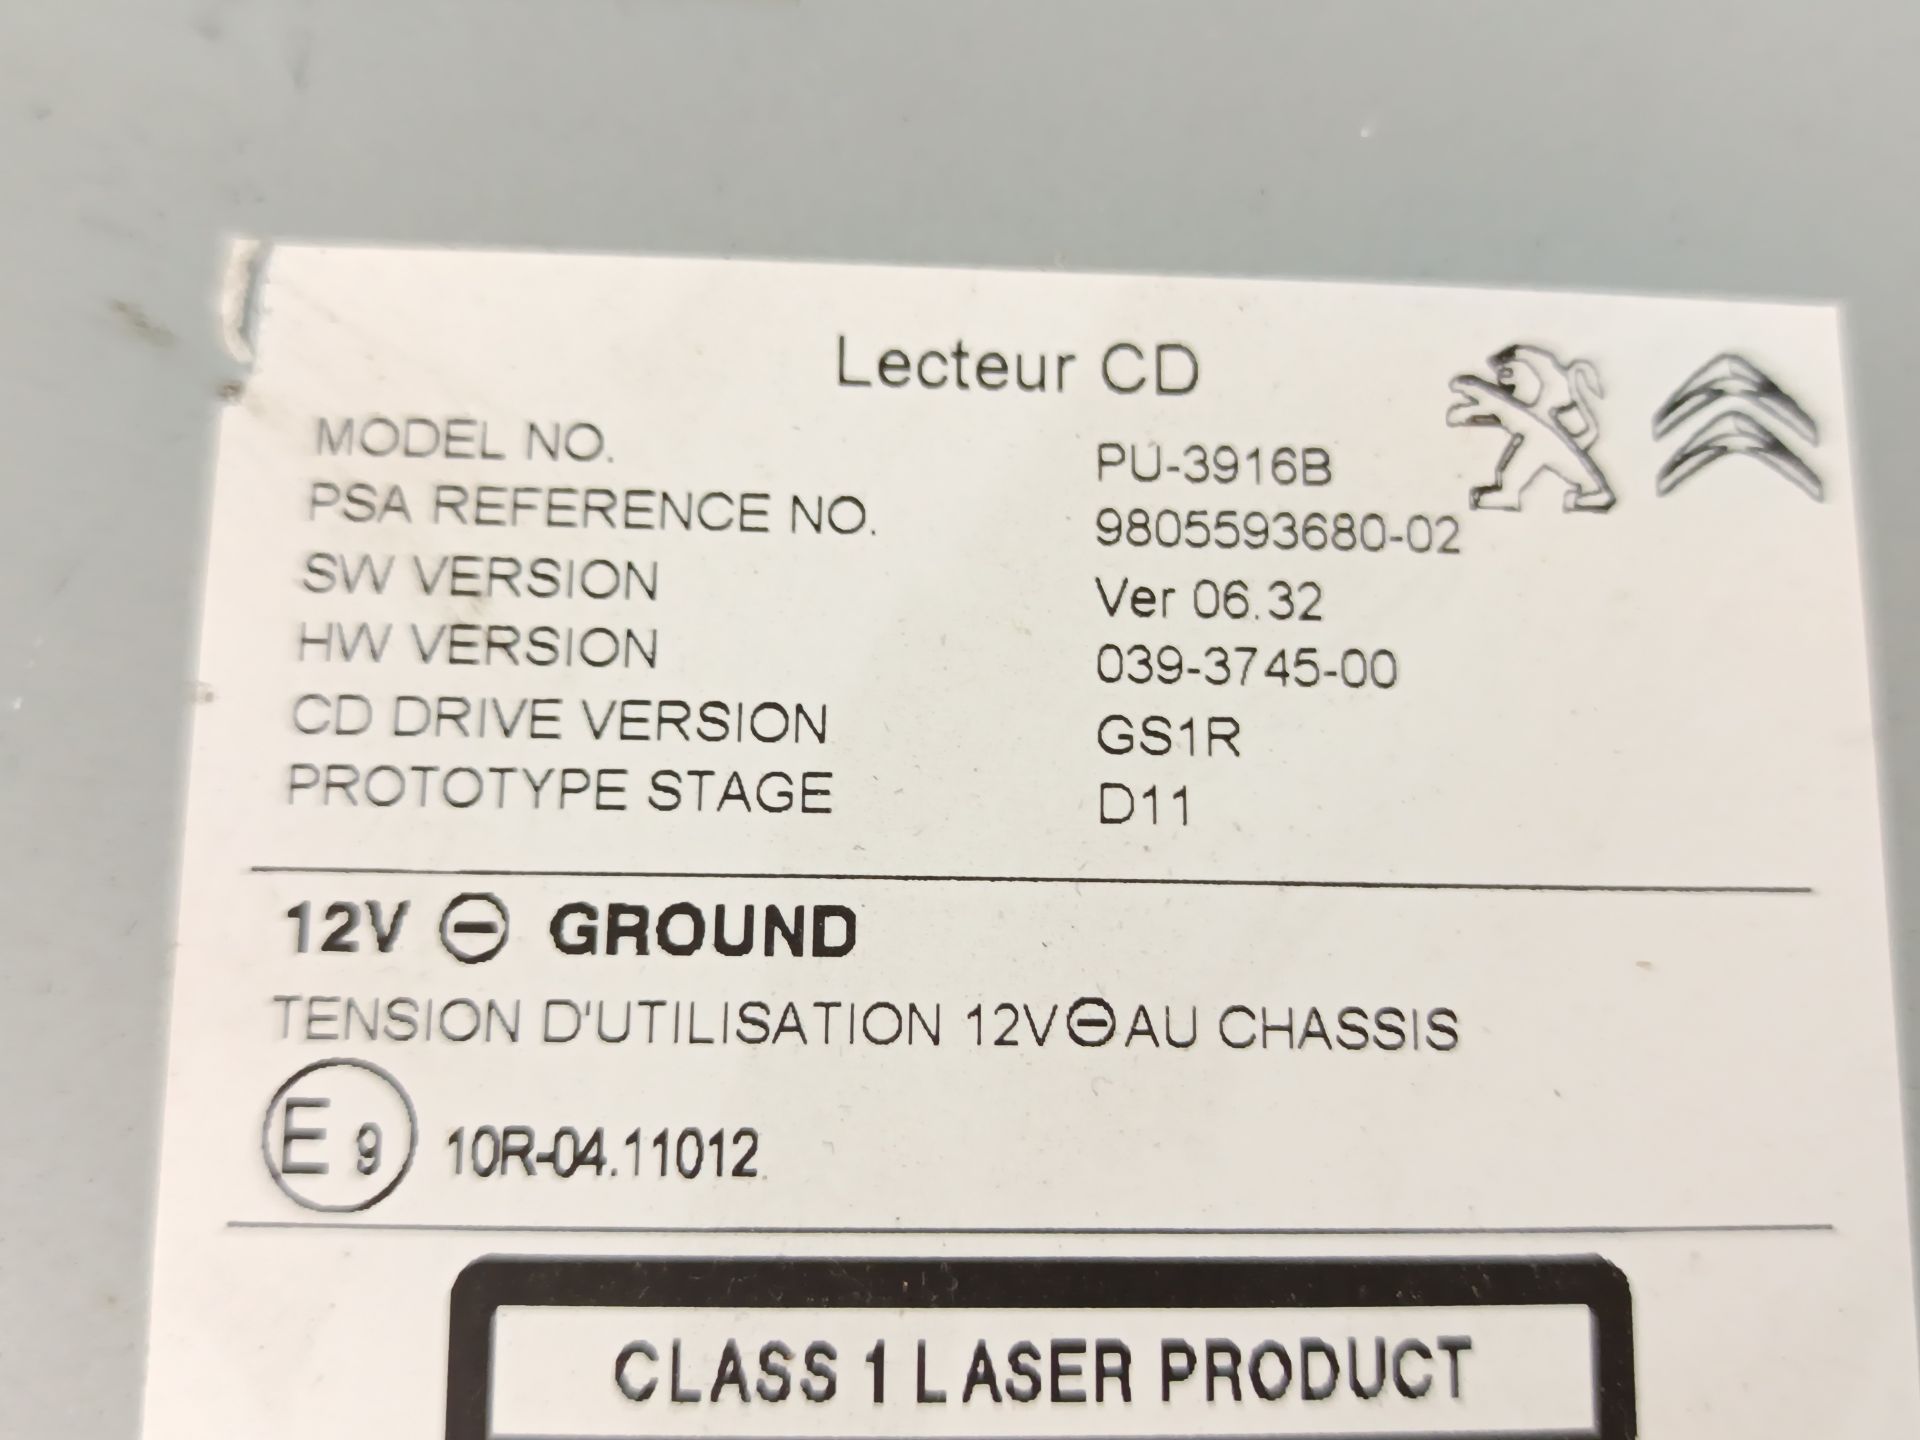 Lecteur CD
MODEL NO. PU-3916B
PSA REFERENCE NO. 9805593680-02
SW VERSION Ver 06.32
HW VERSION 039-3745-00
CD DRIVE VERSION GS1R
PROTOTYPE STAGE D11
12V ⊖ GROUND
TENSION D'UTILISATION 12V⊖AU CHASSIS
E9 10R-04.11012
CLASS 1 LASER PRODUCT